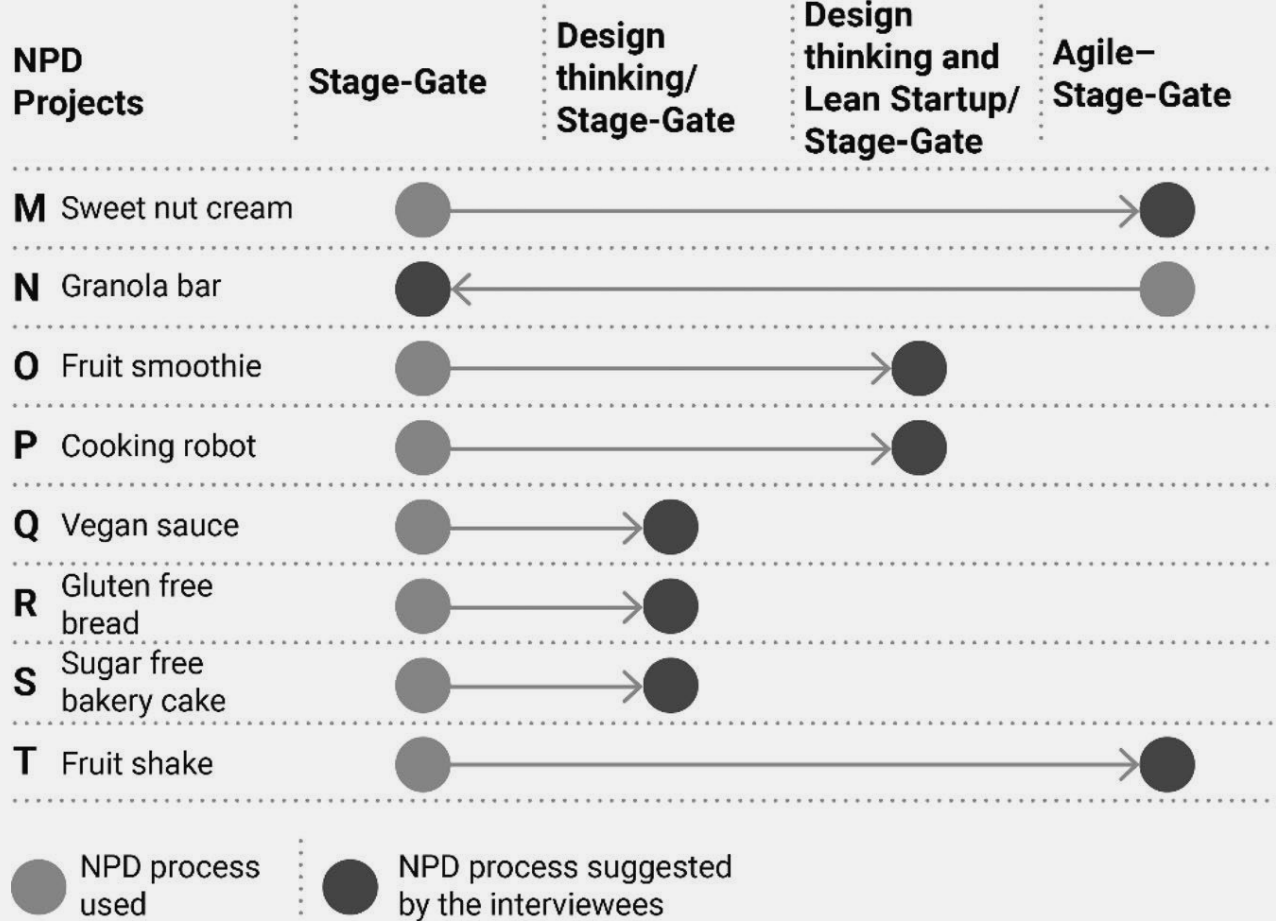 NPD
Projects
Stage-Gate
Design
thinking/
Stage-Gate
Design
thinking and
Lean Startup/
Stage-Gate
Agile–
Stage-Gate
M Sweet nut cream
N Granola bar
O Fruit smoothie
P Cooking robot
Q Vegan sauce
R Gluten free
bread
S Sugar free
bakery cake
T Fruit shake
NPD process
used
NPD process suggested
by the interviewees